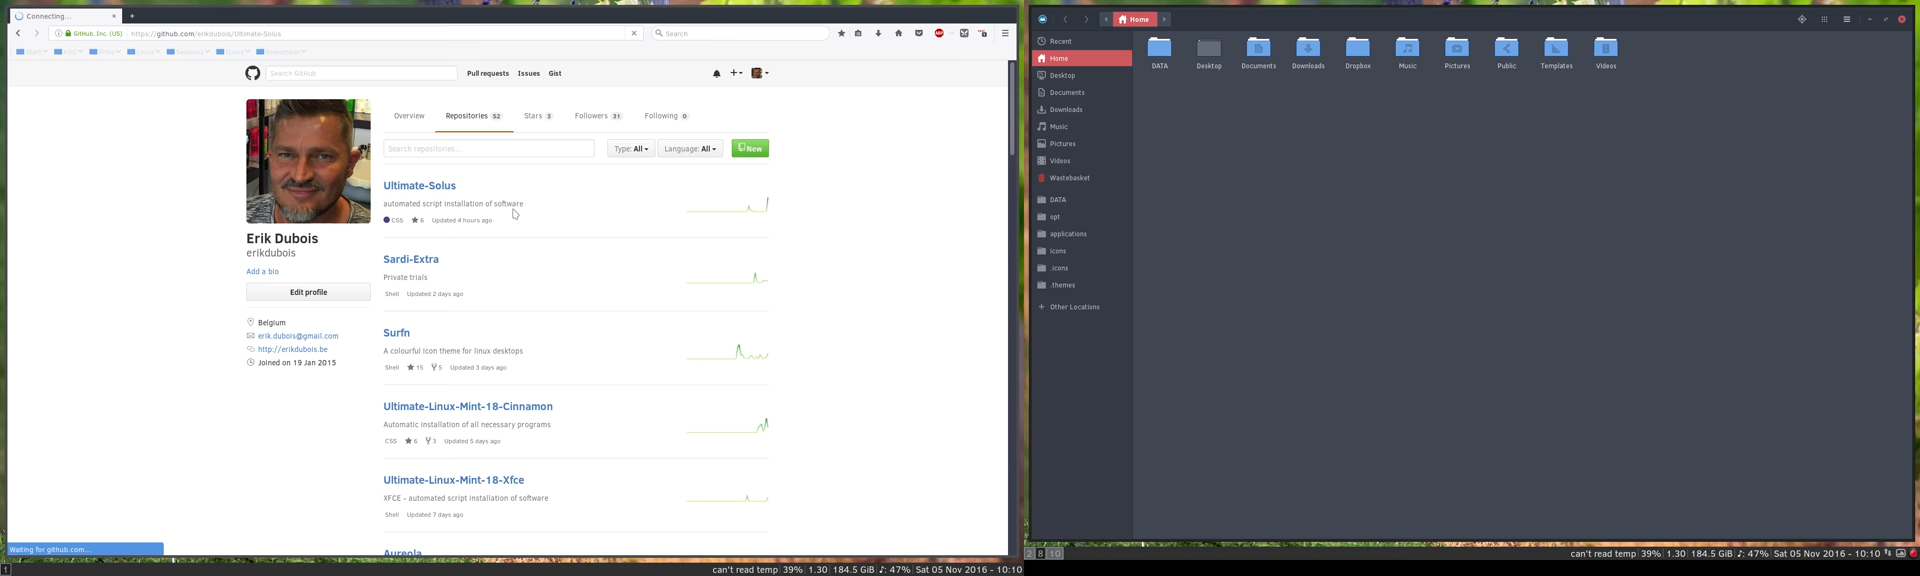 Connecting...
GitHub, Inc. (US) https://github.com/erikdubois/Ultimate-Solus
Search
Search GitHub
Pull requests Issues Gist
Overview Repositories 52 Stars 3 Followers 31 Following 0
Search repositories...
Type: All Language: All New
Ultimate-Solus
automated script installation of software
CSS 6 Updated 4 hours ago
Erik Dubois
erikdubois
Add a bio
Edit profile
Belgium
erik.dubois@gmail.com
http://erikdubois.be
Joined on 19 Jan 2015
Sardi-Extra
Private trials
Shell Updated 2 days ago
Surfn
A colourful icon theme for linux desktops
Shell 15 5 Updated 3 days ago
Ultimate-Linux-Mint-18-Cinnamon
Automatic installation of all necessary programs
CSS 6 3 Updated 5 days ago
Ultimate-Linux-Mint-18-Xfce
XFCE - automated script installation of software
Shell Updated 7 days ago
Aureola
Waiting for github.com...
1
can't read temp 39% 1.30 184.5 GiB ♪: 47% Sat 05 Nov 2016 - 10:10
Home
Recent
Home
Desktop
Documents
Downloads
Music
Pictures
Videos
Wastebasket
DATA
opt
applications
icons
.icons
.themes
Other Locations
DATA Desktop Documents Downloads Dropbox Music Pictures Public Templates Videos
2 8 10
can't read temp 39% 1.30 184.5 GiB ♪: 47% Sat 05 Nov 2016 - 10:10